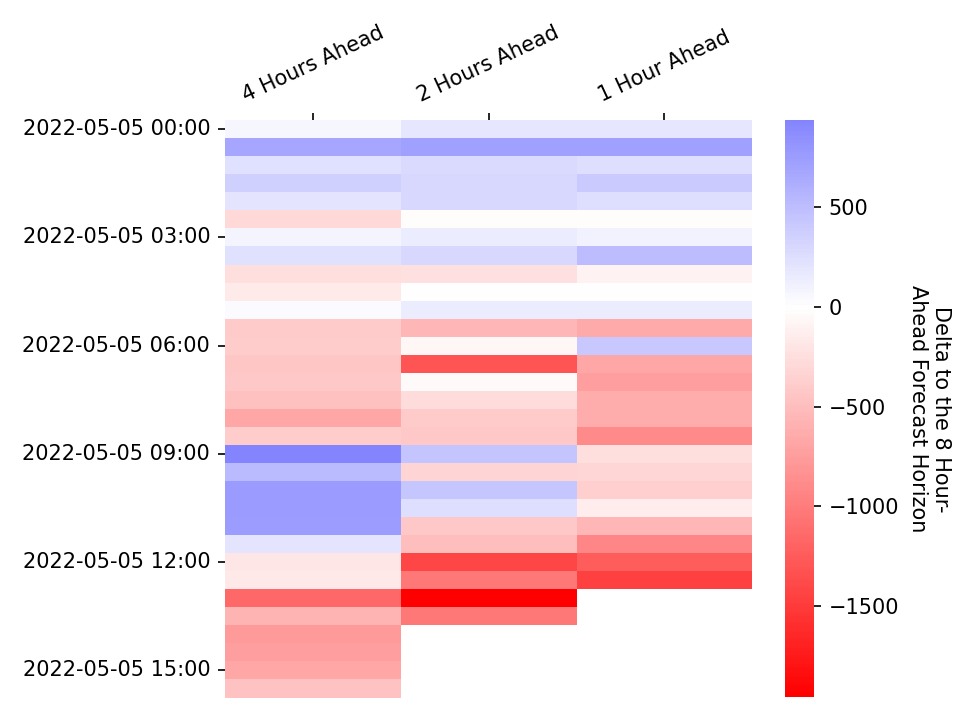 4 Hours Ahead
2 Hours Ahead
1 Hour Ahead
2022-05-05 00:00
2022-05-05 03:00
2022-05-05 06:00
2022-05-05 09:00
2022-05-05 12:00
2022-05-05 15:00
500
0
−500
−1000
−1500
Delta to the 8 Hour-
Ahead Forecast Horizon